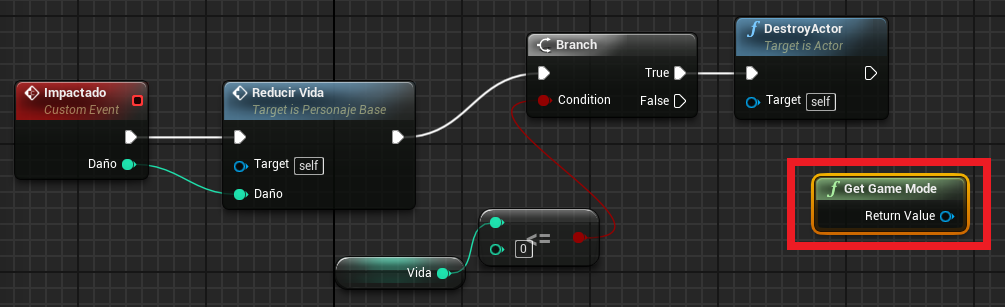 Impactado
Custom Event
Daño
Reducir Vida
Target is Personaje Base
Target self
Daño
Vida
<=
0
Branch
True
Condition
False
DestroyActor
Target is Actor
Target self
f Get Game Mode
Return Value